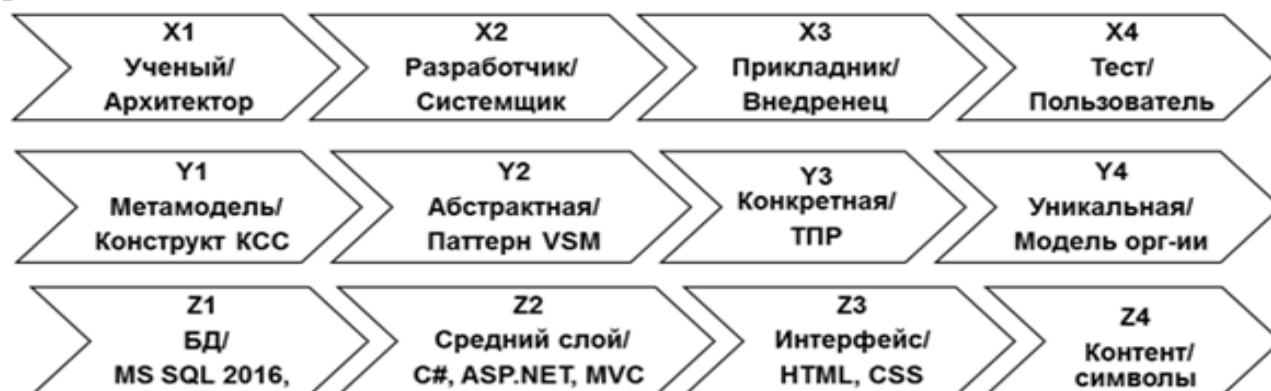 X1 X2 X3 X4
Ученый/ Разработчик/ Прикладник/ Тест/
Архитектор Системщик Внедренец Пользователь
Y1 Y2 Y3 Y4
Метамодель/ Абстрактная/ Конкретная/ Уникальная/
Конструкт КСС Паттерн VSM ТПР Модель орг-ии
Z1 Z2 Z3 Z4
БД/ Средний слой/ Интерфейс/ Контент/
MS SQL 2016, C#, ASP.NET, MVC HTML, CSS символы